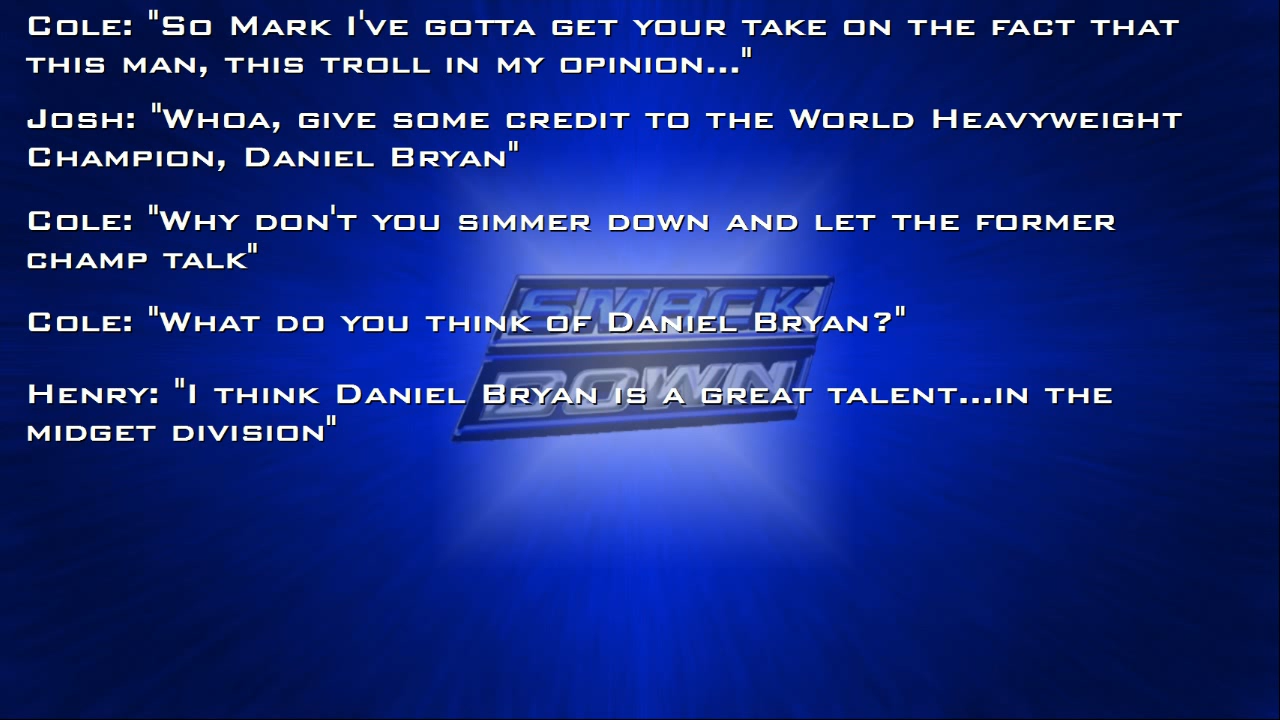 Cole: "So Mark I've gotta get your take on the fact that
this man, this troll in my opinion..."
Josh: "Whoa, give some credit to the World Heavyweight
Champion, Daniel Bryan"
Cole: "Why don't you simmer down and let the former
champ talk"
Cole: "What do you think of Daniel Bryan?"
Henry: "I think Daniel Bryan is a great talent...in the
midget division"
SMACK
DOWN